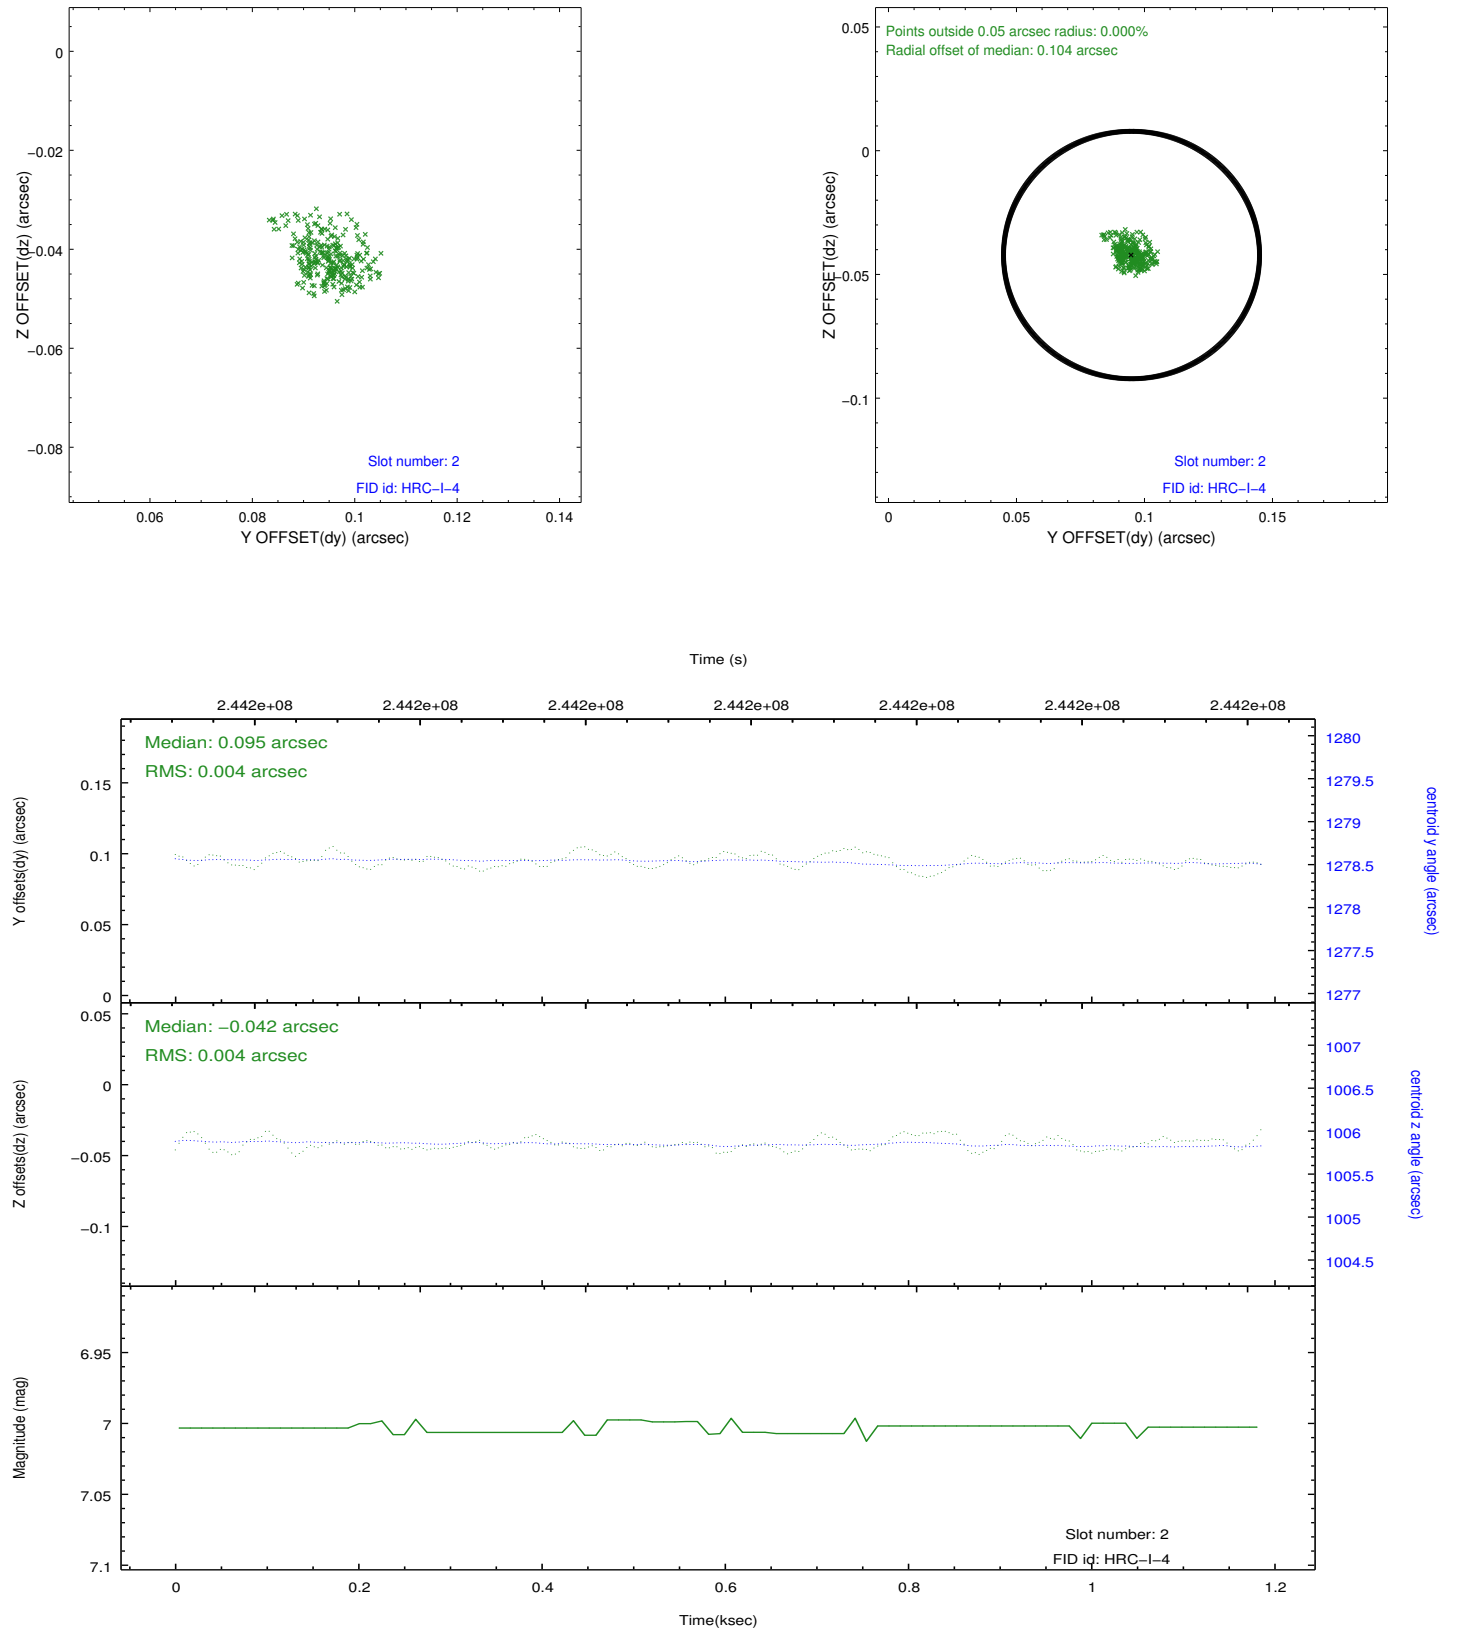 0
−0.02
−0.04
−0.06
−0.08
Z OFFSET(dz) (arcsec)
0.06
0.08
0.1
0.12
0.14
Y OFFSET(dy) (arcsec)
Slot number: 2
FID id: HRC−I−4
Points outside 0.05 arcsec radius: 0.000%
Radial offset of median: 0.104 arcsec
0.05
0
−0.05
−0.1
Z OFFSET(dz) (arcsec)
0
0.05
0.1
0.15
Y OFFSET(dy) (arcsec)
Slot number: 2
FID id: HRC−I−4
Time (s)
2.442e+08
2.442e+08
2.442e+08
2.442e+08
2.442e+08
2.442e+08
2.442e+08
Median: 0.095 arcsec
RMS: 0.004 arcsec
0.15
0.1
0.05
0
Y offsets(dy) (arcsec)
1280
1279.5
1279
1278.5
1278
1277.5
1277
centroid y angle (arcsec)
Median: −0.042 arcsec
RMS: 0.004 arcsec
0.05
0
−0.05
−0.1
Z offsets(dz) (arcsec)
1007
1006.5
1006
1005.5
1005
1004.5
centroid z angle (arcsec)
6.95
7
7.05
7.1
Magnitude (mag)
Slot number: 2
FID id: HRC−I−4
0
0.2
0.4
0.6
0.8
1
1.2
Time(ksec)